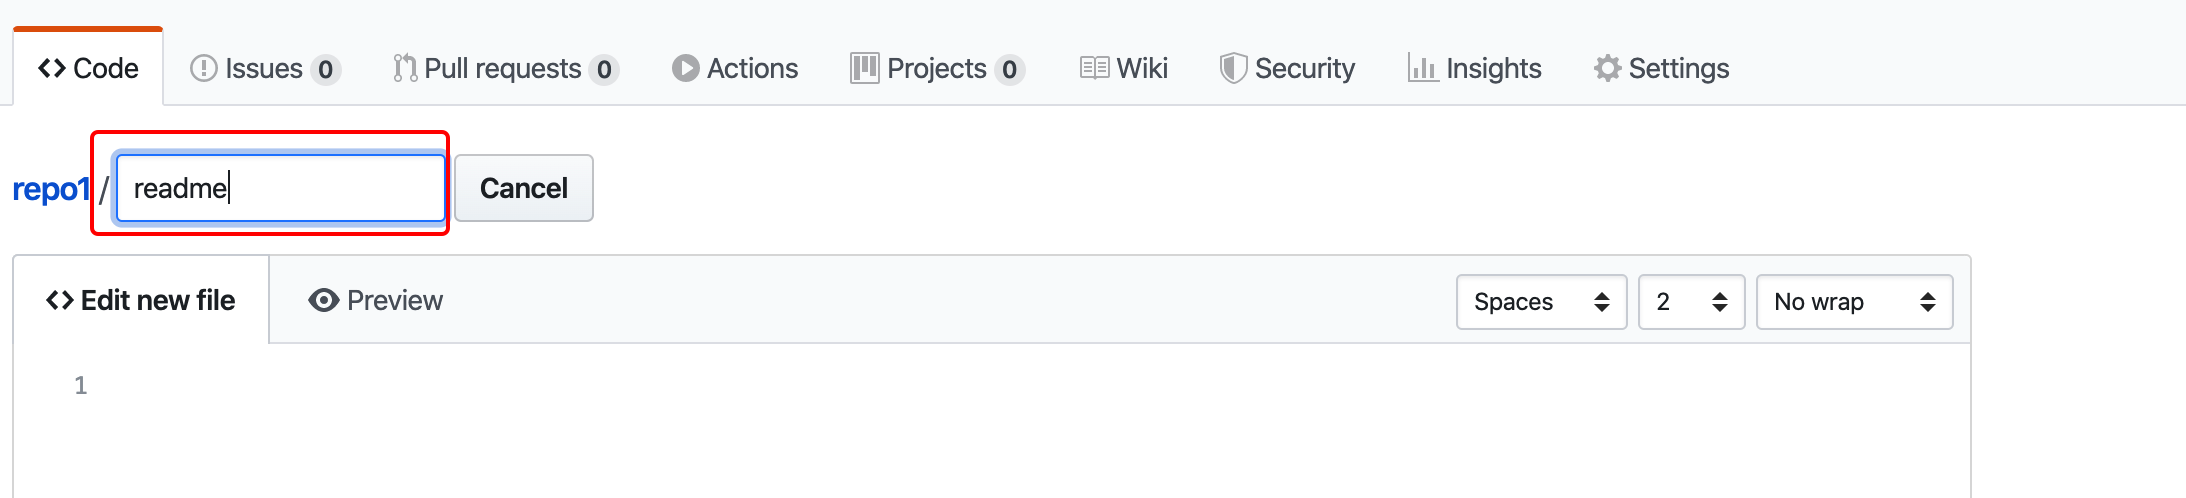 Code Issues 0 Pull requests 0 Actions Projects 0 Wiki Security Insights Settings
repo1 / readme Cancel
Edit new file Preview Spaces 2 No wrap
1